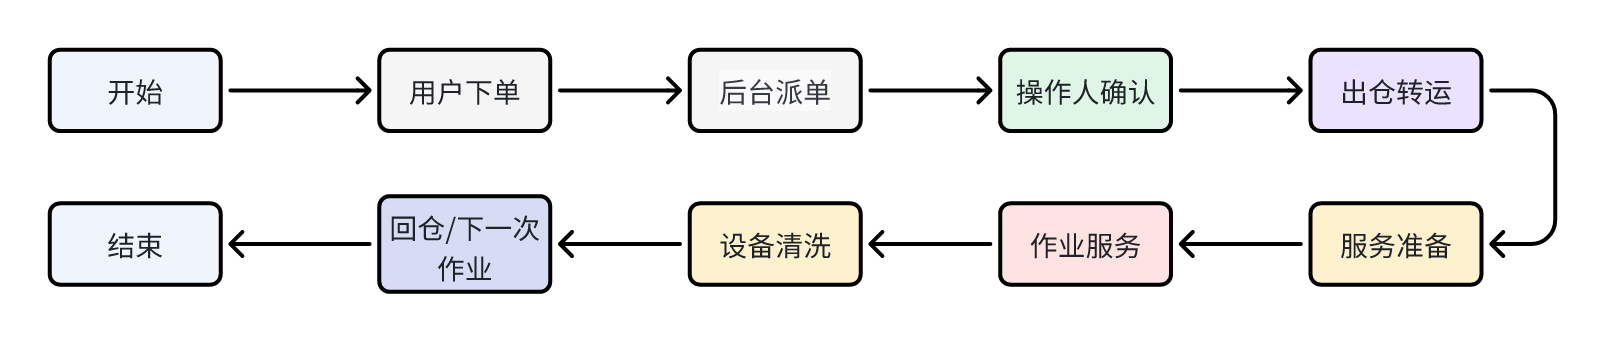 开始
用户下单
后台派单
操作人确认
出仓转运
服务准备
作业服务
设备清洗
回仓/下一次
作业
结束